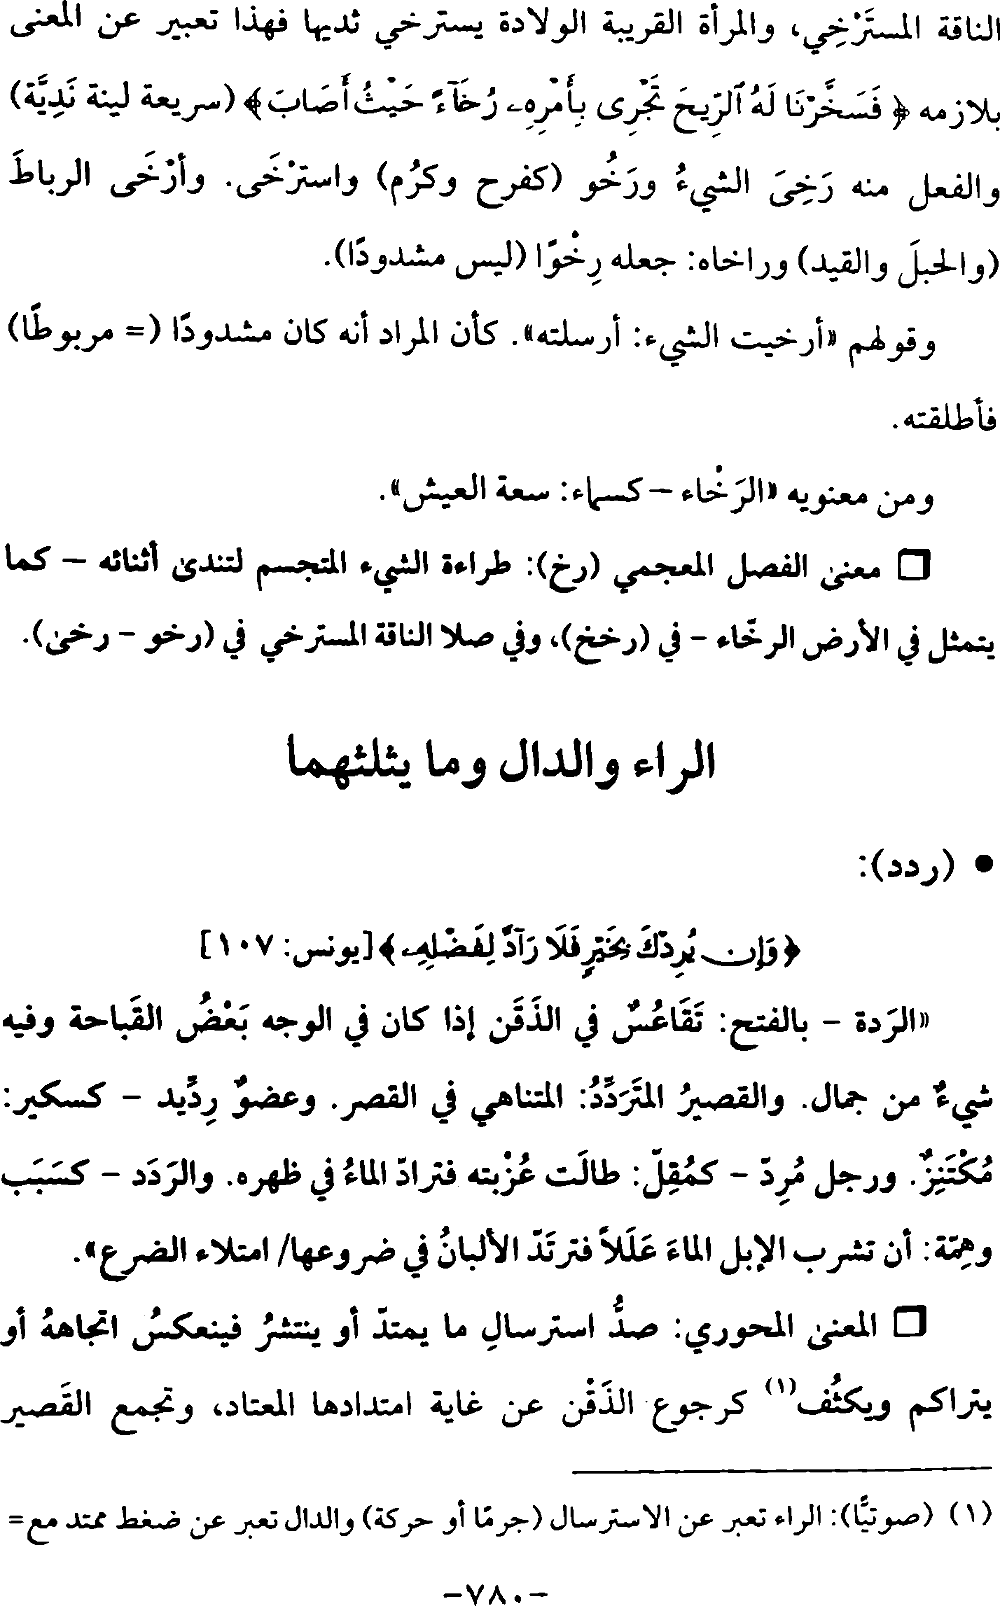 الناقة المستَرْخِي، والمرأة القريبة الولادة يسترخي ثديها فهذا تعبير عن المعنى
بلازمه ﴿ فَسَخَّرْنَا لَهُ ٱلرِّيحَ تَجْرِى بِأَمْرِهِۦ رُخَآءً حَيْثُ أَصَابَ ﴾ (سريعة لينة نَدِيَّة)
والفعل منه رَخِىَ الشيءُ ورَخُو (كفرح وكرُم) واسترْخَى. وأرْخَى الرباطَ
(والحبلَ والقيد) وراخاه: جعله رِخْوًا (ليس مشدودًا).
وقولهم «أرخيت الشيء: أرسلته». كأن المراد أنه كان مشدودًا (= مربوطًا)
فأطلقته.
ومن معنويه «الرَخْاء – كسماء: سعة العيش».
❒ معنى الفصل المعجمي (رخ): طراءة الشيء المتجسم لتندى أثنائه – كما
يتمثل في الأرض الرخّاء - في (رخخ)، وفي صلا الناقة المسترخي في (رخو - رخى).
الراء والدال وما يثلثهما
• (ردد):
﴿ وَإِن يُرِدْكَ بِخَيْرٍ فَلَا رَآدَّ لِفَضْلِهِۦ ﴾ [يونس: ١٠٧]
«الرَدة – بالفتح: تَقَاعُسٌ في الذَقَن إذا كان في الوجه بَعْضُ القَباحة وفيه
شيءٌ من جمال. والقصيرُ المتَرَدِّدُ: المتناهي في القصر. وعضوٌ رِدِّيد – كسكير:
مُكْتَنِزٌ. ورجل مُرِدّ – كمُقِلّ: طالَت عُزْبته فترادّ الماءُ في ظهره. والرَدَد – كسَبَب
وهِمّة: أن تشرب الإبل الماءَ عَلَلاً فترتَدّ الألبانُ في ضروعها/ امتلاء الضرع».
❒ المعنى المحوري: صدُّ استرسالِ ما يمتدّ أو ينتشرُ فينعكسُ اتجاههُ أو
يتراكم ويكثُف(١) كرجوع الذَقْن عن غاية امتدادها المعتاد، وتجمع القَصير
(١) (صوتيًّا): الراء تعبر عن الاسترسال (جرمًا أو حركة) والدال تعبر عن ضغط ممتد مع=
-٧٨٠-